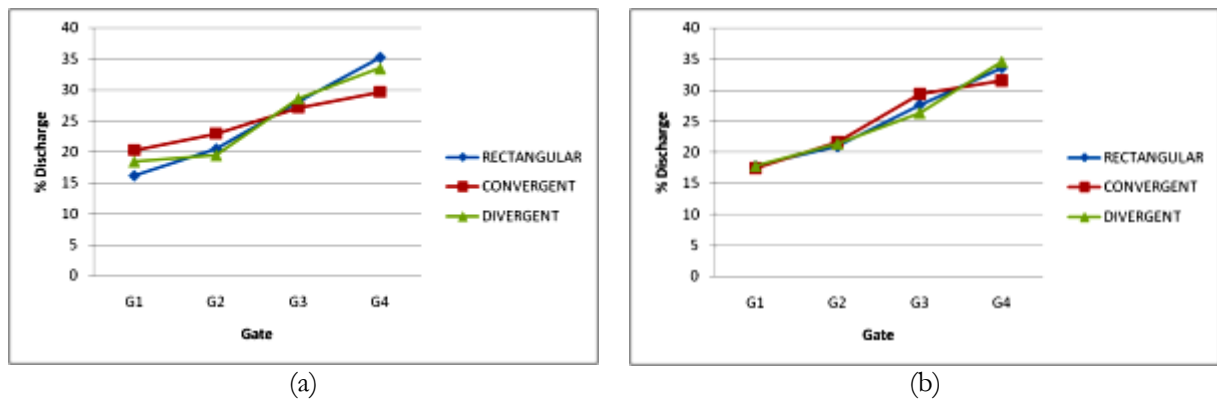 40
35
30
25
20
15
10
5
0
% Discharge
G1 G2 G3 G4
Gate
RECTANGULAR
CONVERGENT
DIVERGENT
(a)
40
35
30
25
20
15
10
5
0
% Discharge
G1 G2 G3 G4
Gate
RECTANGULAR
CONVERGENT
DIVERGENT
(b)